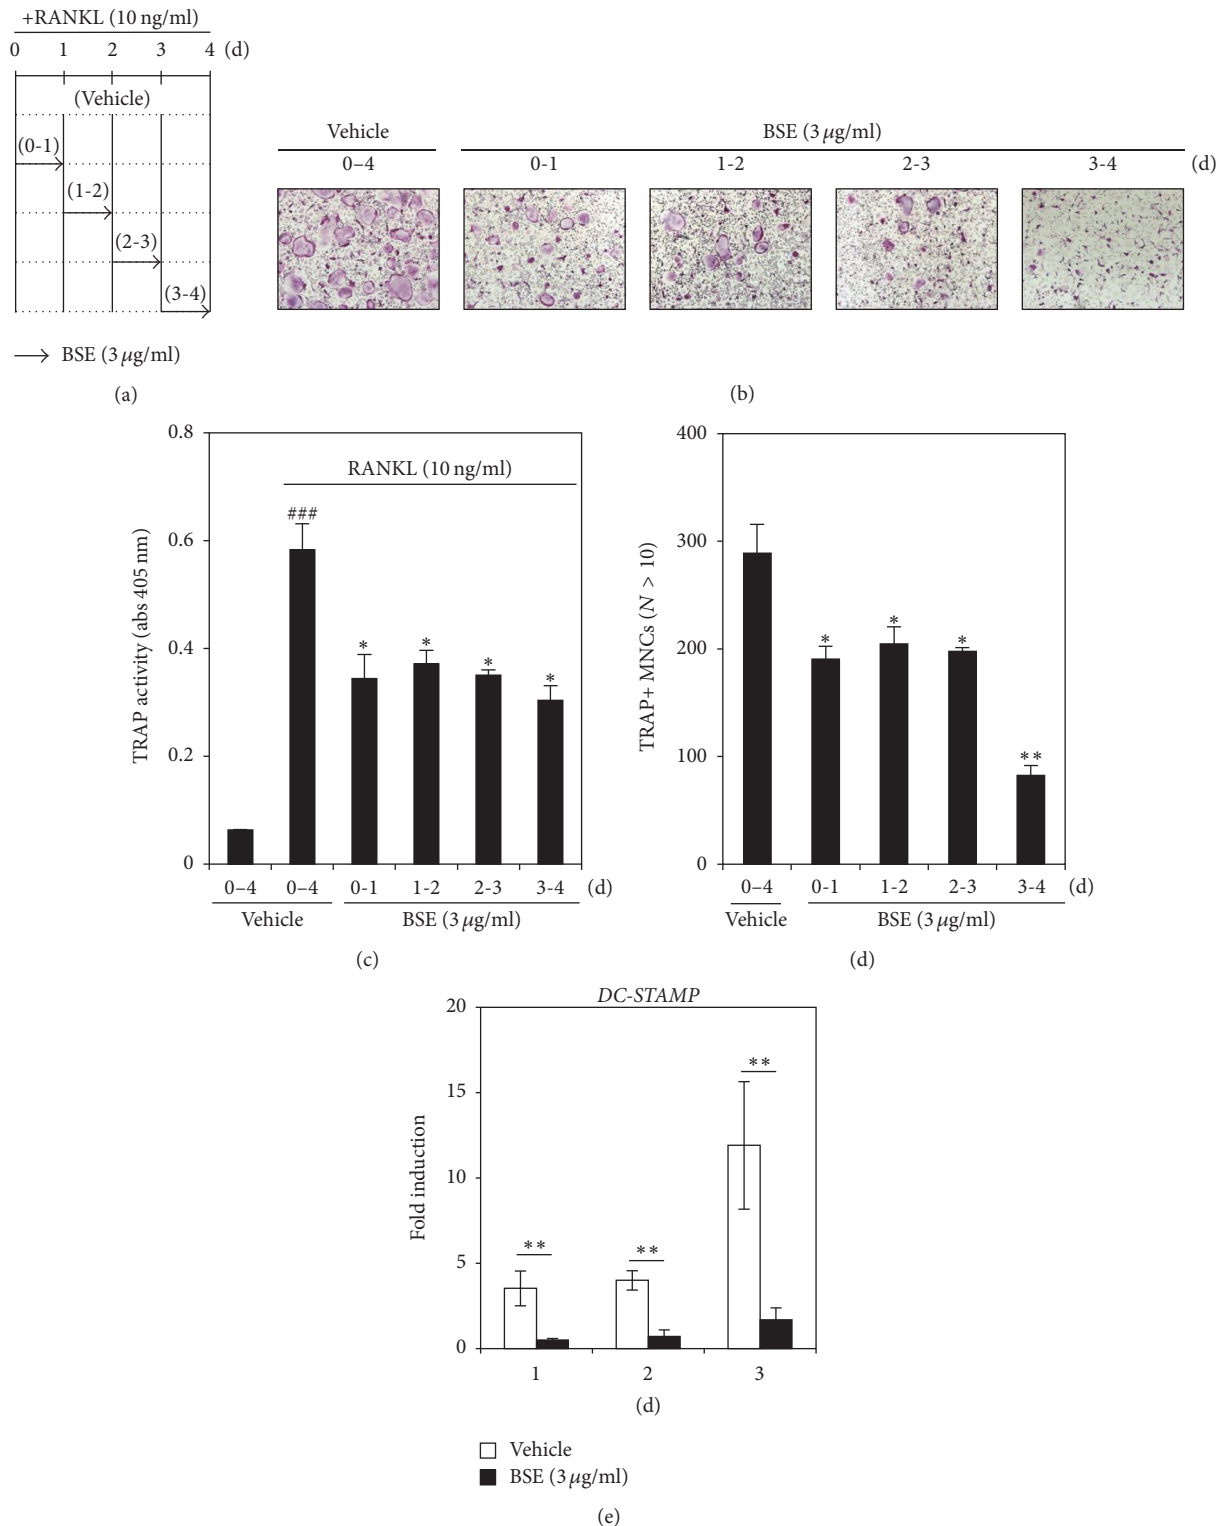 +RANKL (10 ng/ml)
0 1 2 3 4 (d)
(Vehicle)
(0-1)
(1-2)
(2-3)
(3-4)
BSE (3 μg/ml)
(a)
Vehicle BSE (3 μg/ml)
0–4 0-1 1-2 2-3 3-4 (d)
(b)
0.8
0.6
0.4
0.2
0
TRAP activity (abs 405 nm)
RANKL (10 ng/ml)
###
* * * *
0–4 0–4 0-1 1-2 2-3 3-4 (d)
Vehicle BSE (3 μg/ml)
(c)
400
300
200
100
0
TRAP+ MNCs (N > 10)
* * * **
0–4 0-1 1-2 2-3 3-4 (d)
Vehicle BSE (3 μg/ml)
(d)
DC-STAMP
20
15
10
5
0
Fold induction
** ** **
1 2 3
(d)
Vehicle
BSE (3 μg/ml)
(e)